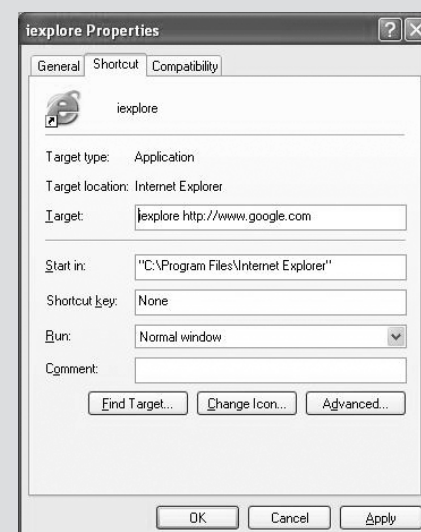 iexplore Properties
General Shortcut Compatibility
iexplore
Target type: Application
Target location: Internet Explorer
Target: iexplore http://www.google.com
Start in: "C:\Program Files\Internet Explorer"
Shortcut key: None
Run: Normal window
Comment:
Find Target... Change Icon... Advanced...
OK Cancel Apply